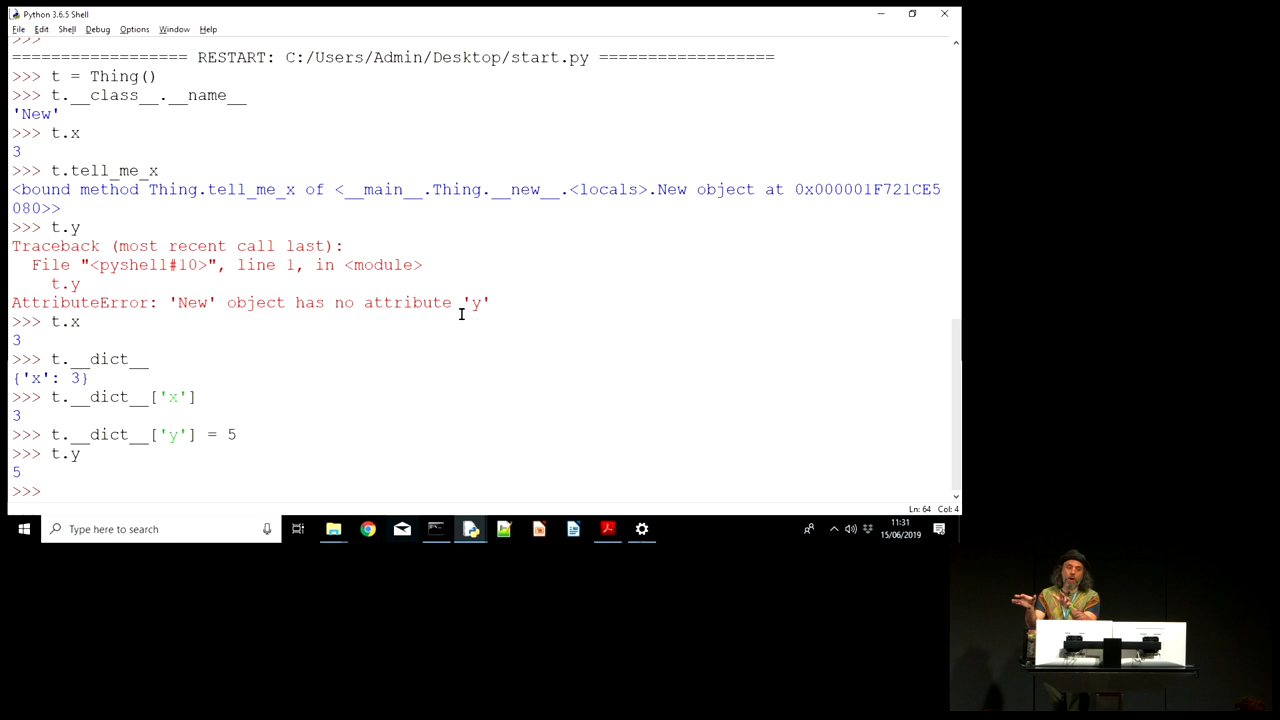 Python 3.6.5 Shell
File Edit Shell Debug Options Window Help
>>>
================= RESTART: C:/Users/Admin/Desktop/start.py =================
>>> t = Thing()
>>> t.__class__.__name__
'New'
>>> t.x
3
>>> t.tell_me_x
<bound method Thing.tell_me_x of <__main__.Thing.__new__.<locals>.New object at 0x000001F721CE5
080>>
>>> t.y
Traceback (most recent call last):
  File "<pyshell#10>", line 1, in <module>
    t.y
AttributeError: 'New' object has no attribute 'y'
>>> t.x
3
>>> t.__dict__
{'x': 3}
>>> t.__dict__['x']
3
>>> t.__dict__['y'] = 5
>>> t.y
5
>>>
Ln: 64 Col: 4
Type here to search
11:31
15/06/2019